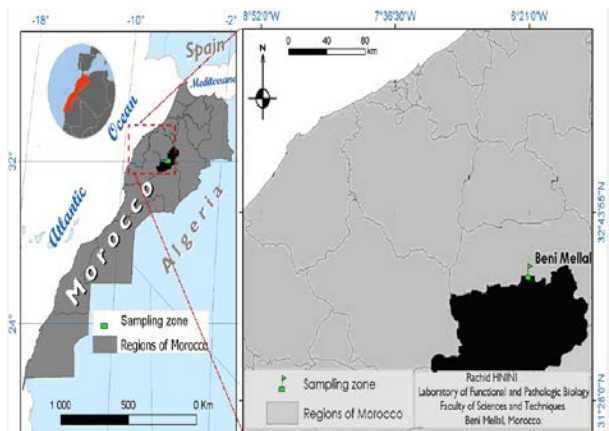 -18° -10° -2°
8°52'0"W 7°36'30"W 6°21'0"W
Spain
Mediterrane
N
0 40 80
km
Ocean
32°
Atlantic
Morocco
Algeria
32°43'55"N
Beni Mellal
24°
Sampling zone
Regions of Morocco
1 000 500 0 Km
Sampling zone
Regions of Morocco
Rachid HNINI
Laboratory of Functional and Pathologic Biology
Faculty of Sciences and Techniques
Beni Mellal, Morocco.
31°28'0"N